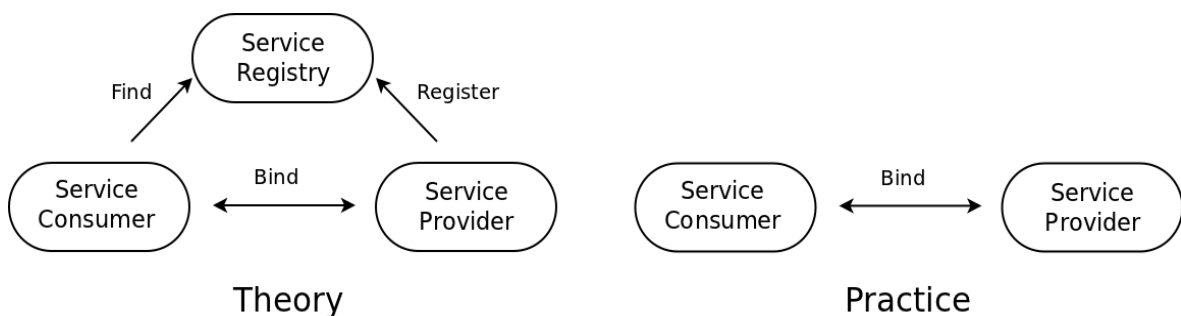 Service
Registry
Find
Register
Service
Consumer
Bind
Service
Provider
Theory
Service
Consumer
Bind
Service
Provider
Practice